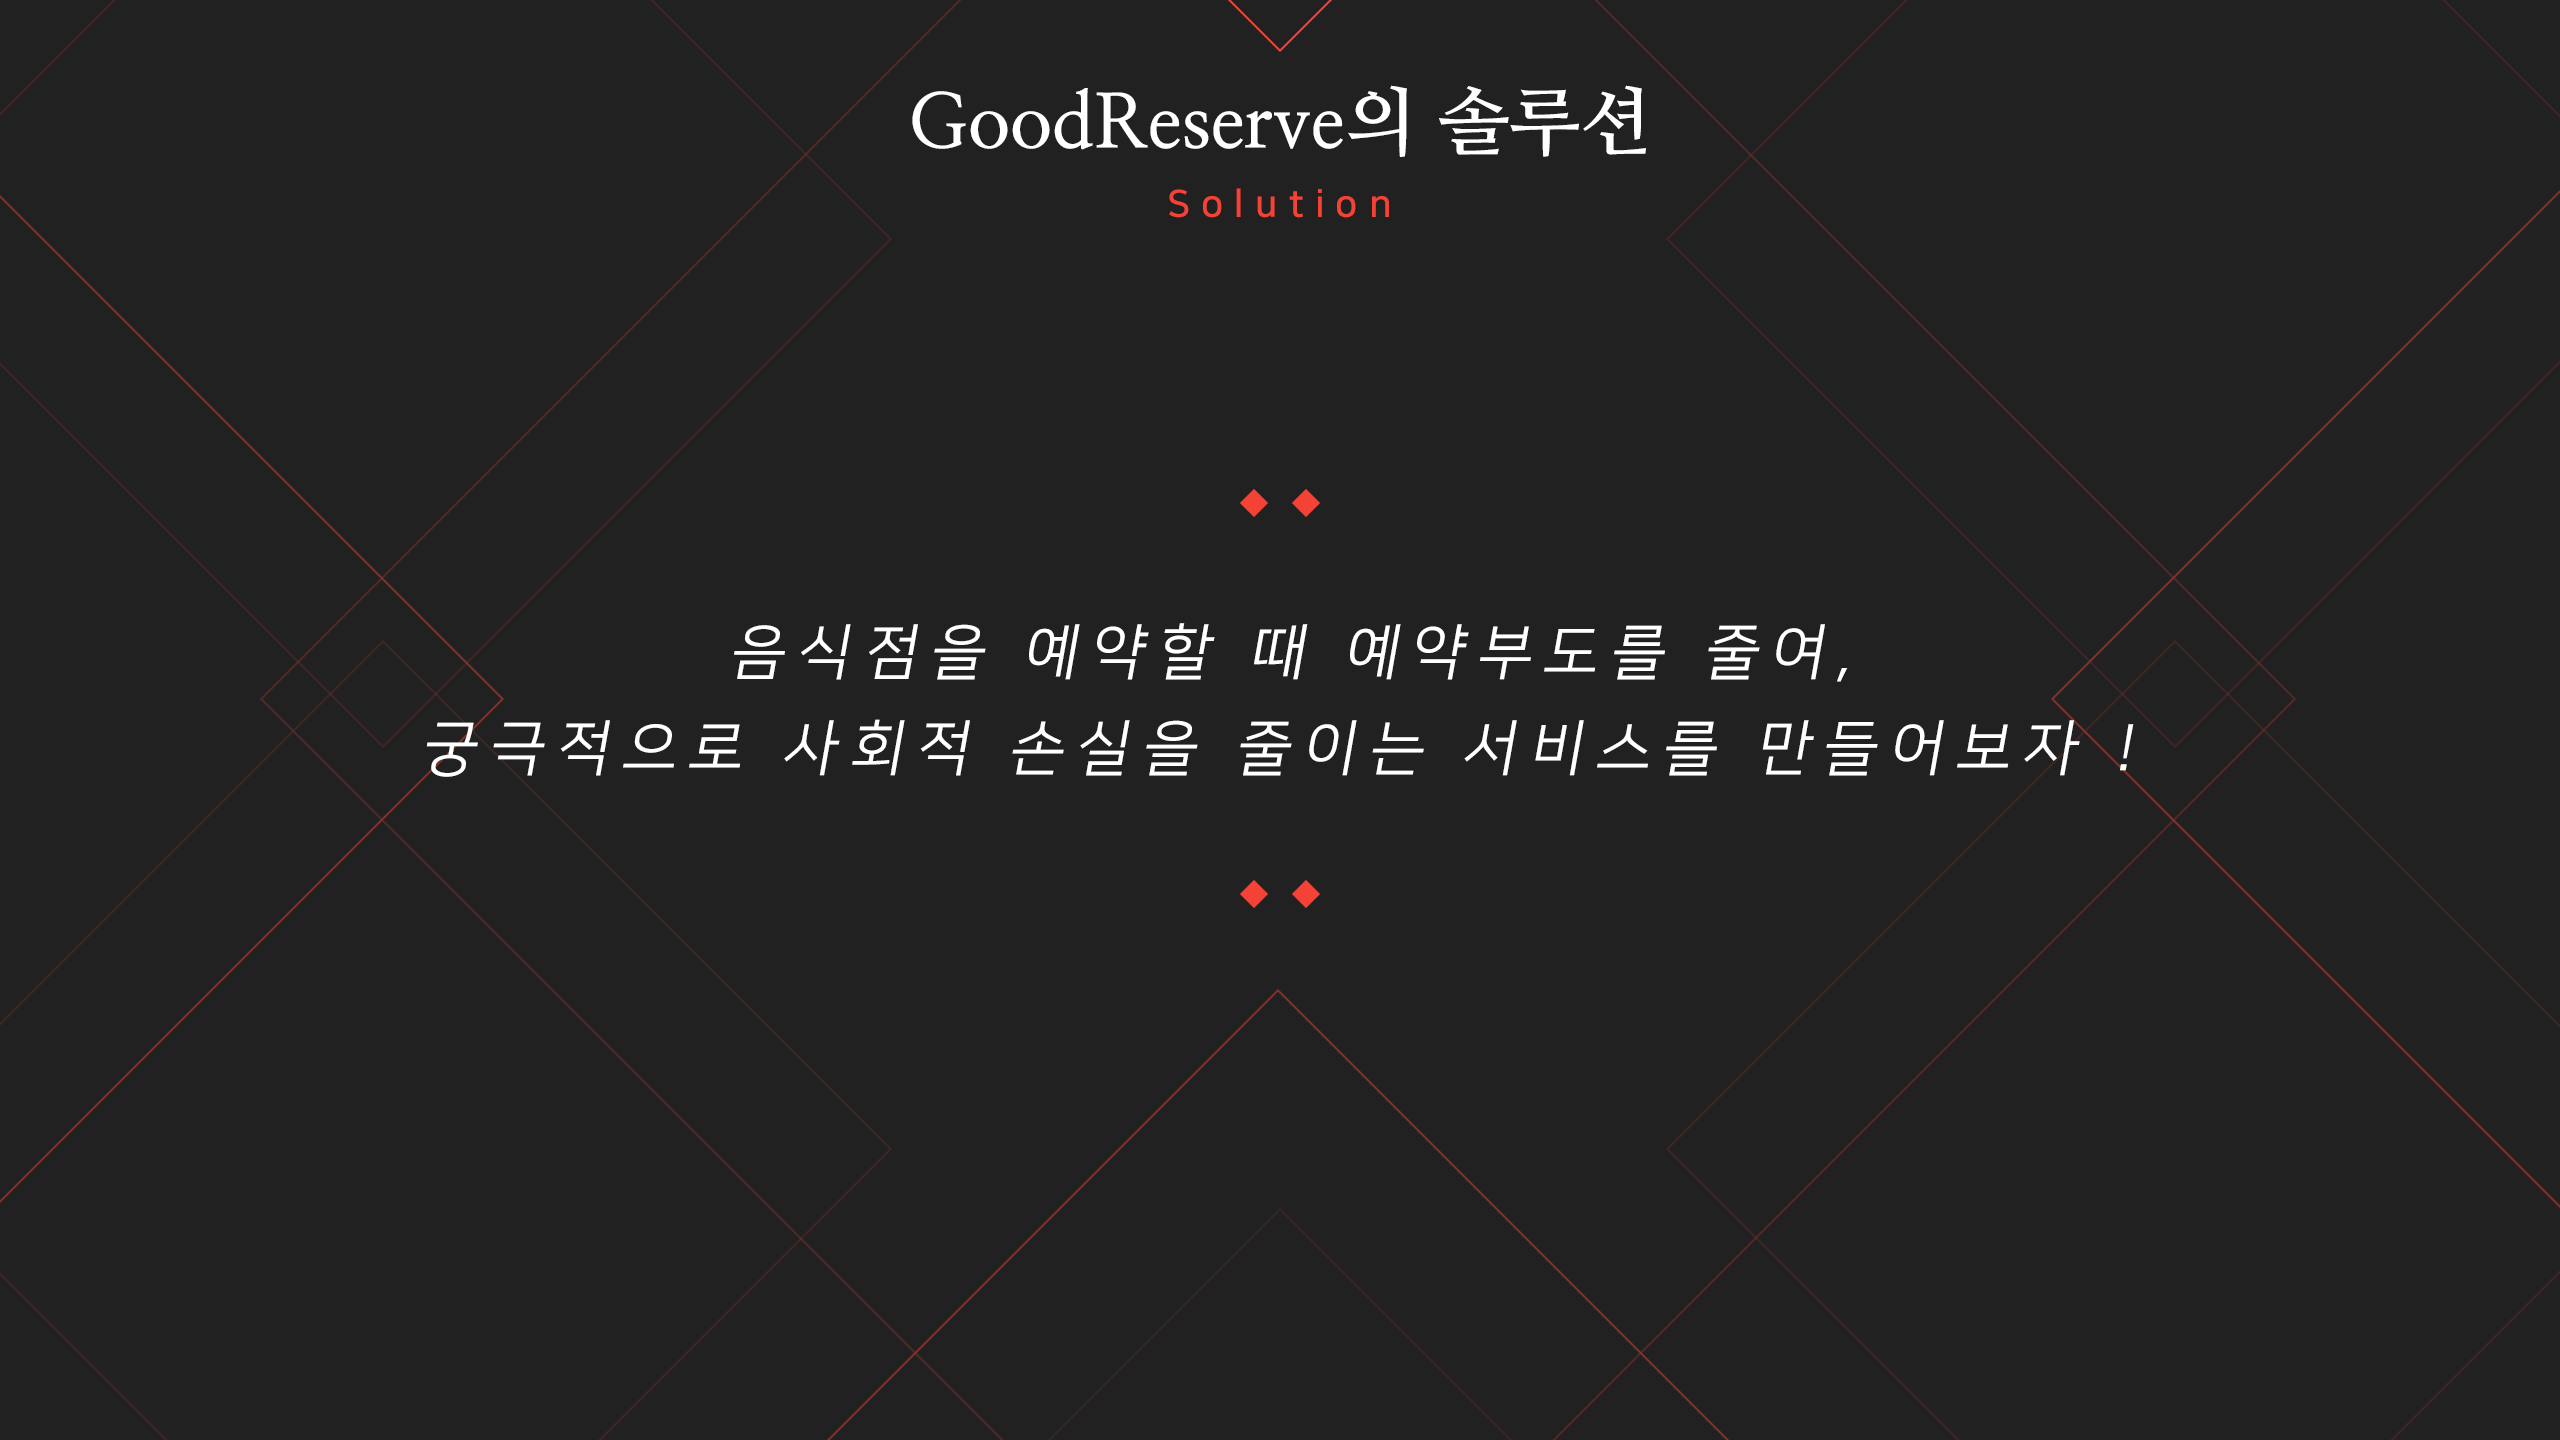 GoodReserve의 솔루션
Solution
음식점을 예약할 때 예약부도를 줄여,
궁극적으로 사회적 손실을 줄이는 서비스를 만들어보자 !